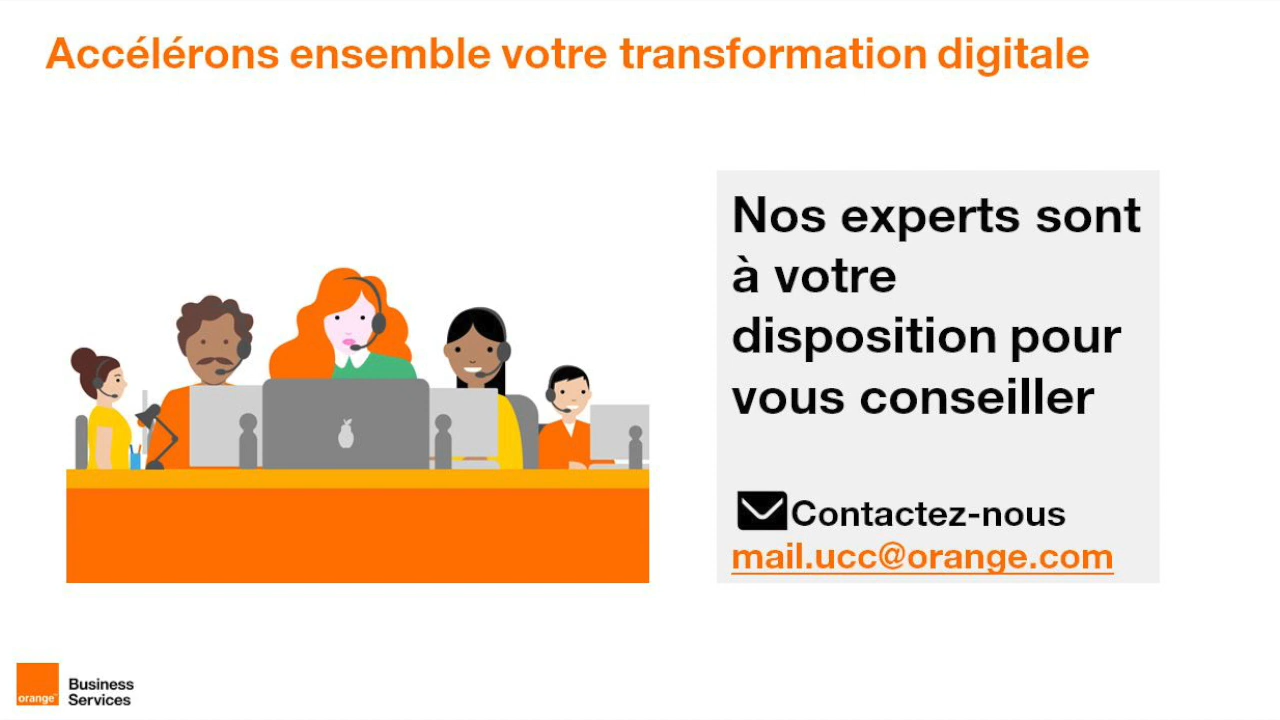 Accélérons ensemble votre transformation digitale
Nos experts sont
à votre
disposition pour
vous conseiller
Contactez-nous
mail.ucc@orange.com
orange™
Business
Services